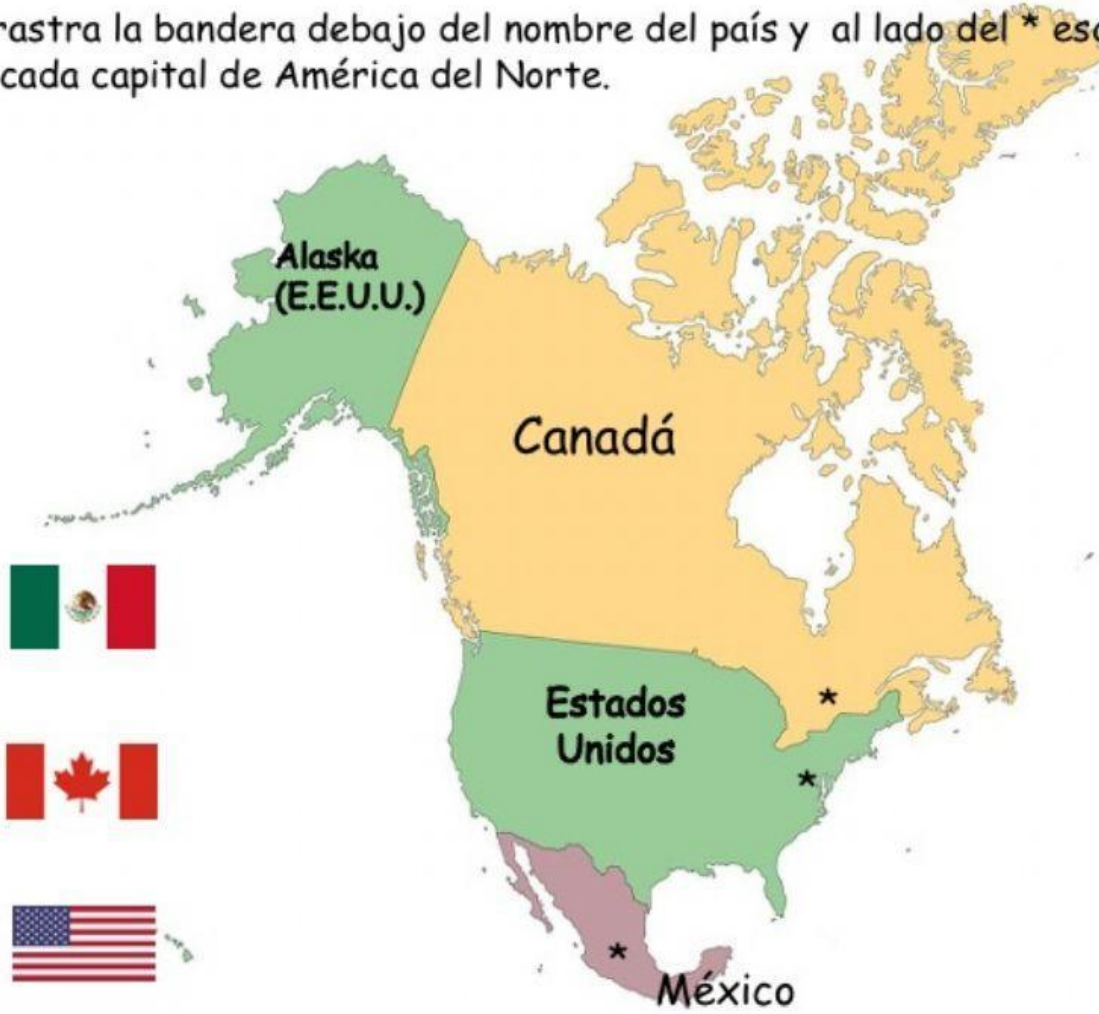 rastra la bandera debajo del nombre del país y al lado del * esc
cada capital de América del Norte.
Alaska
(E.E.U.U.)
Canadá
Estados
Unidos
*
*
*
México